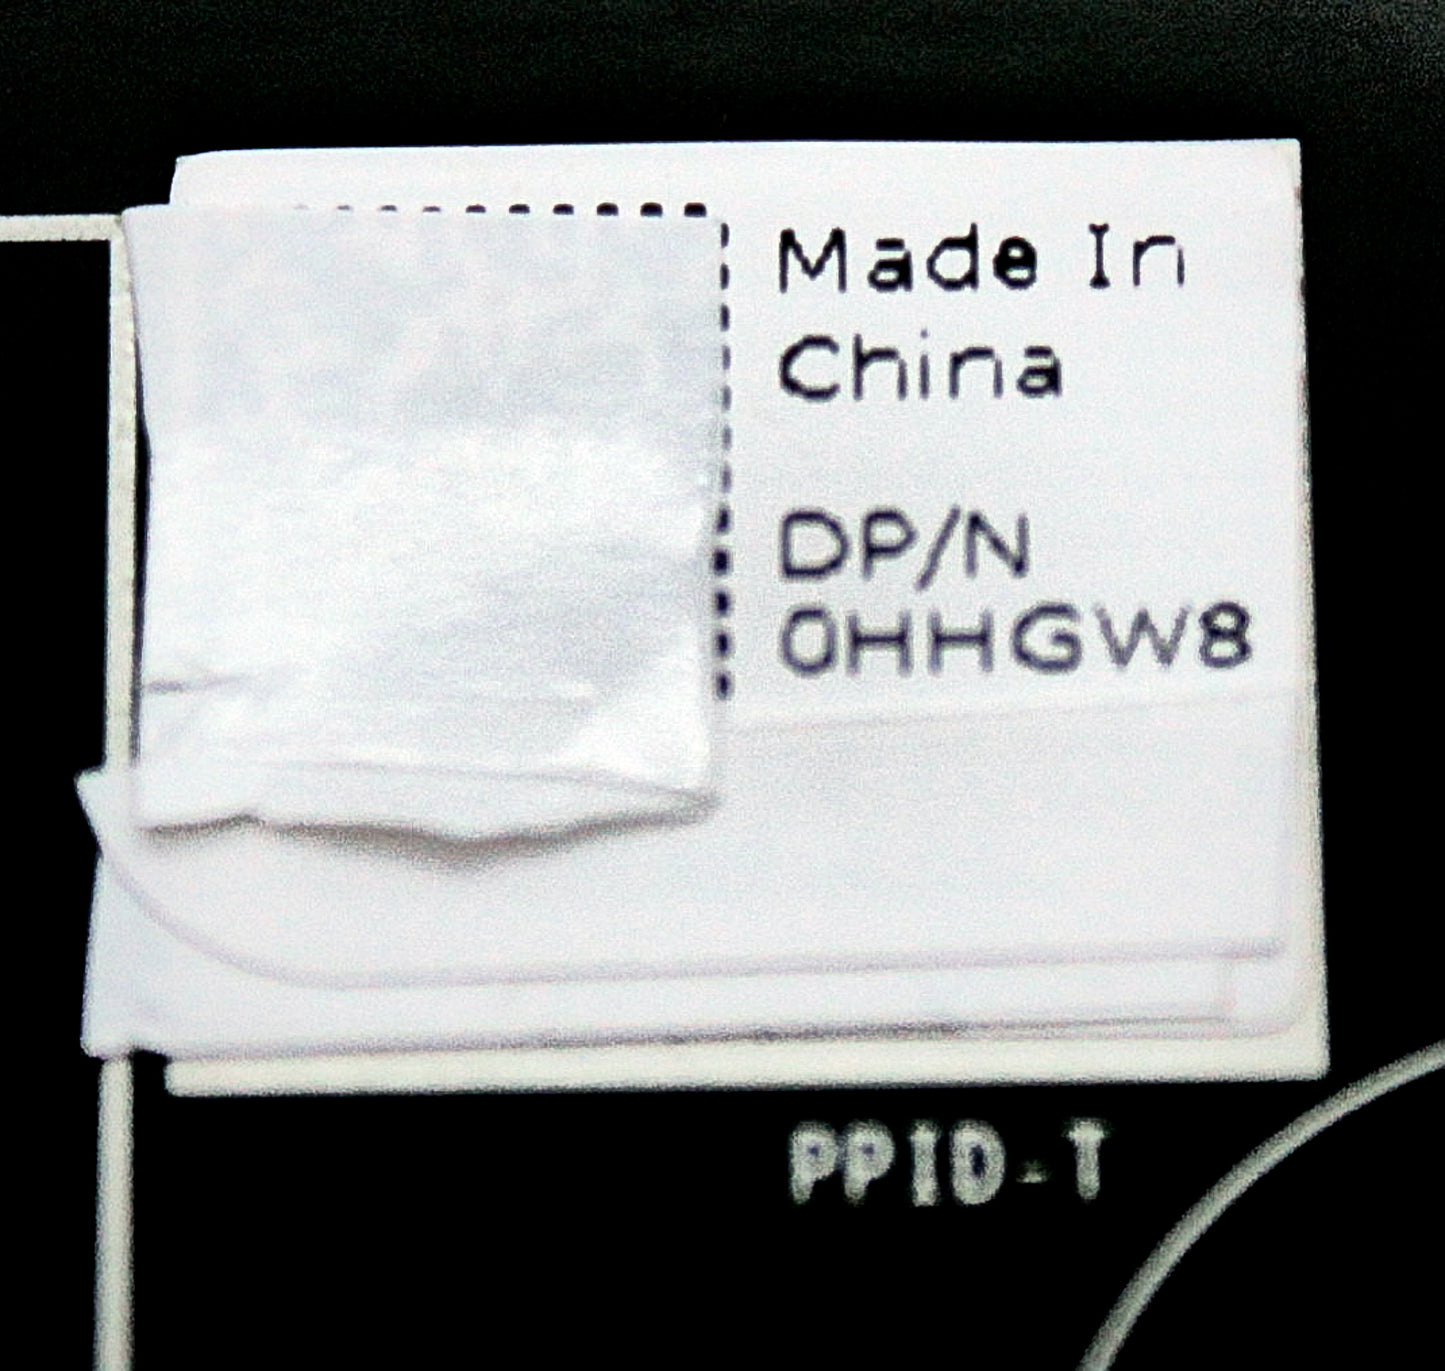 Made In
China
DP/N
0HHGW8
PPID-T